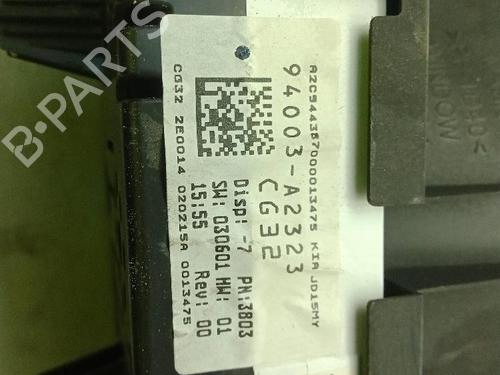 A2C94435700013475 KIA JD15MY
94003-A2323
CG32
Disp: -7 PN:3803
SW: 030601 HW: 01
15:55 Rev: 00
CG32 2E0014 020215A 0013475
B-PARTS